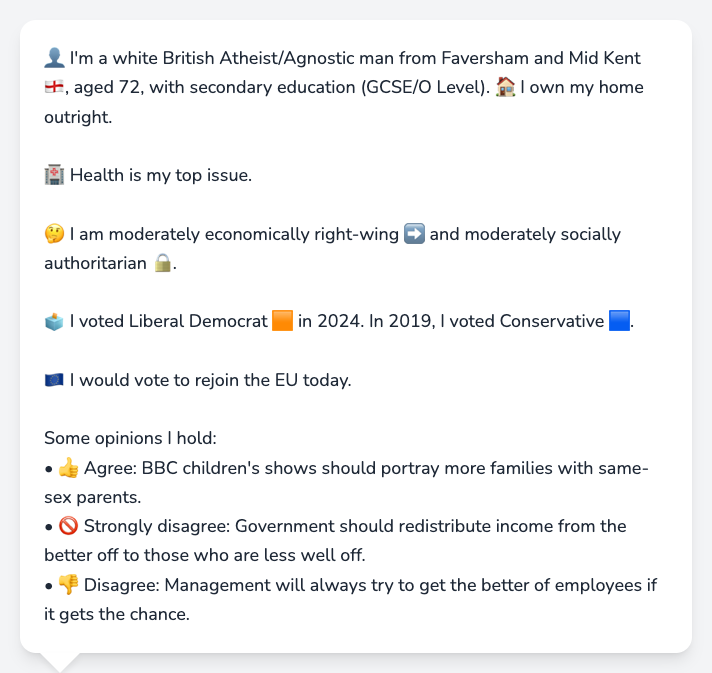 👤 I'm a white British Atheist/Agnostic man from Faversham and Mid Kent
🏴󠁧󠁢󠁥󠁮󠁧󠁿, aged 72, with secondary education (GCSE/O Level). 🏠 I own my home
outright.
🏥 Health is my top issue.
🤔 I am moderately economically right-wing ➡️ and moderately socially
authoritarian 🔒.
🗳️ I voted Liberal Democrat 🟧 in 2024. In 2019, I voted Conservative 🟦.
🇪🇺 I would vote to rejoin the EU today.
Some opinions I hold:
• 👍 Agree: BBC children's shows should portray more families with same-
sex parents.
• 🚫 Strongly disagree: Government should redistribute income from the
better off to those who are less well off.
• 👎 Disagree: Management will always try to get the better of employees if
it gets the chance.